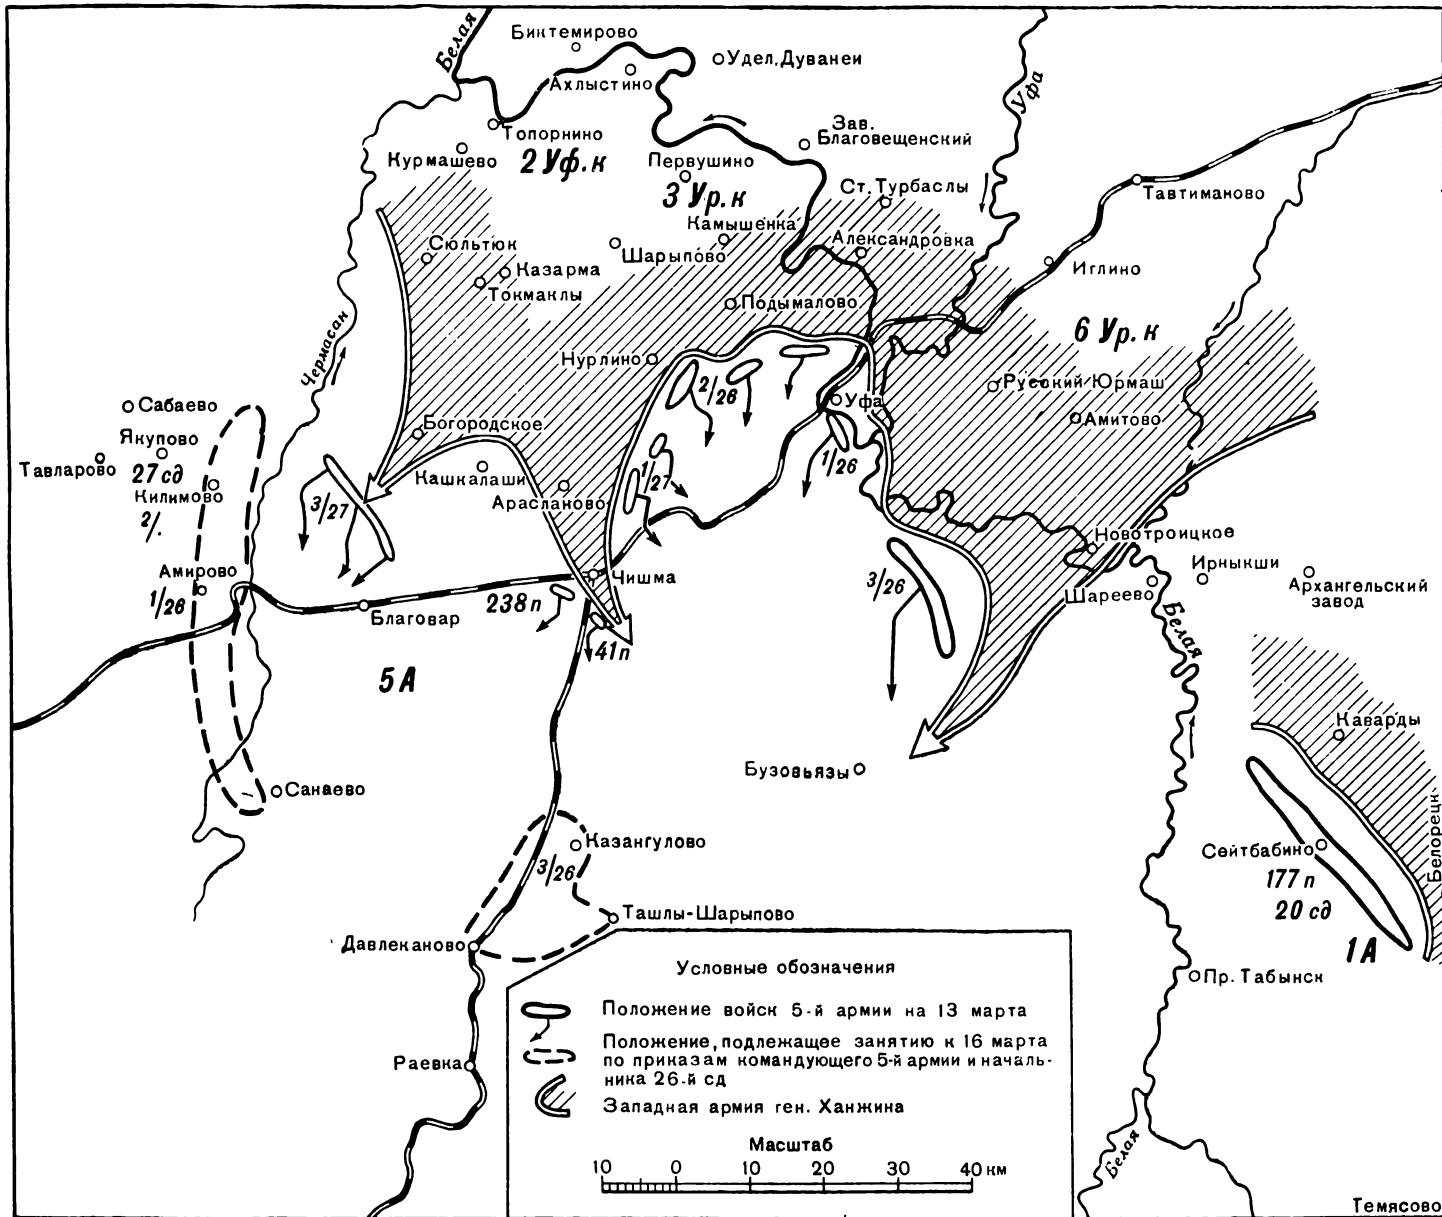 Белая
Биктемирово
Удел. Дуванеи
Ахлыстино
Уфа
Топорнино
Зав.
Благовещенский
Курмашево
2 Уф. к
Первушино
3 Ур. к
Ст. Турбаслы
Тавтиманово
Камышенка
Александровка
Сюльтюк
Шарыпово
Казарма
Токмаклы
Иглино
Подымалово
6 Ур. к
Чермасан
Нурлино
2/26
Русский Юрмаш
Уфа
Сабаево
Амитово
Богородское
Якупово
Тавларово
27 сд
Кашкалаши
1/27
1/26
Килимово
3/27
Арасланово
2/.
Новотроицкое
Амирово
Чишма
3/26
Ирныкши
Архангельский
завод
1/26
238 п
Шареево
Благовар
41 п
Белая
5 А
Каварды
Бузовьязы
Санаево
Белорецк
Казангулово
Сейтбабино
3/26
177 п
20 сд
Ташлы-Шарыпово
1 А
Давлеканово
Пр. Табынск
Раевка
Белая
Темясово
Условные обозначения
Положение войск 5-й армии на 13 марта
Положение, подлежащее занятию к 16 марта
по приказам командующего 5-й армии и началь-
ника 26-й сд
Западная армия ген. Ханжина
Масштаб
10 0 10 20 30 40 км